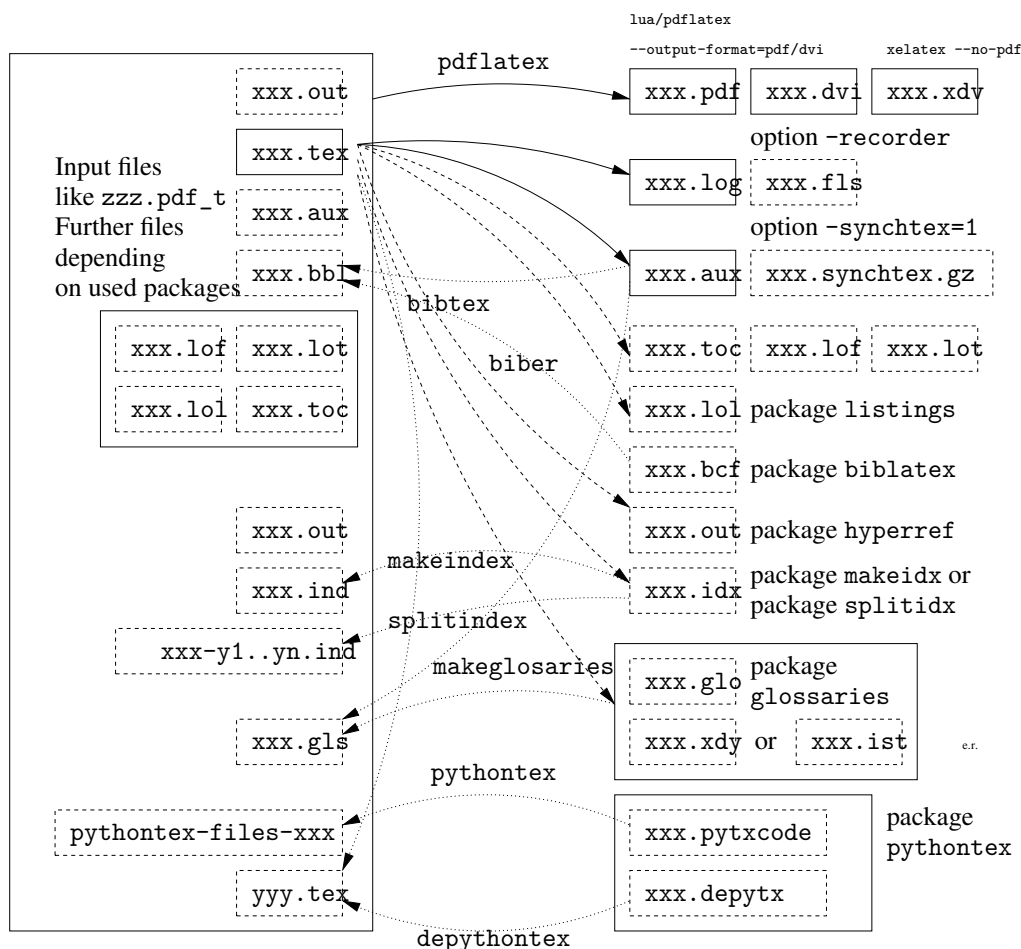 lua/pdflatex
--output-format=pdf/dvi
xelatex --no-pdf
pdflatex
xxx.out
xxx.pdf
xxx.dvi
xxx.xdv
xxx.tex
option -recorder
Input files
like zzz.pdf_t
Further files
depending
on used packages
xxx.log
xxx.fls
xxx.aux
option -synchtex=1
xxx.bbl
xxx.aux
xxx.synchtex.gz
bibtex
xxx.lof
xxx.lot
biber
xxx.toc
xxx.lof
xxx.lot
xxx.lol
xxx.toc
xxx.lol
package listings
xxx.bcf
package biblatex
xxx.out
xxx.out
package hyperref
makeindex
xxx.ind
xxx.idx
package makeidx or
package splitidx
splitindex
xxx-y1..yn.ind
makeglosaries
xxx.glo
package
glossaries
xxx.gls
xxx.xdy
or
xxx.ist
e.r.
pythontex
pythontex-files-xxx
xxx.pytxcode
package
pythontex
yyy.tex
xxx.depytx
depythontex